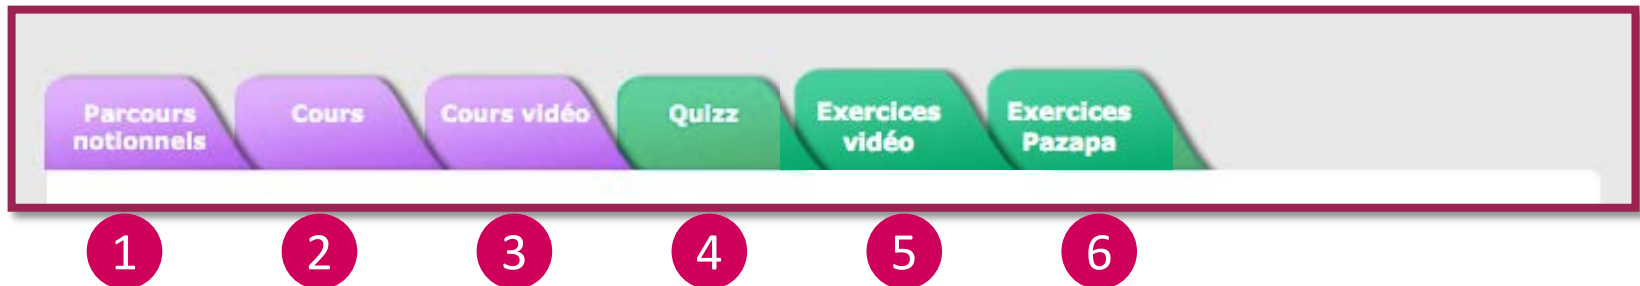 Parcours
notionnels
Cours
Cours vidéo
Quizz
Exercices
vidéo
Exercices
Pazapa
1
2
3
4
5
6